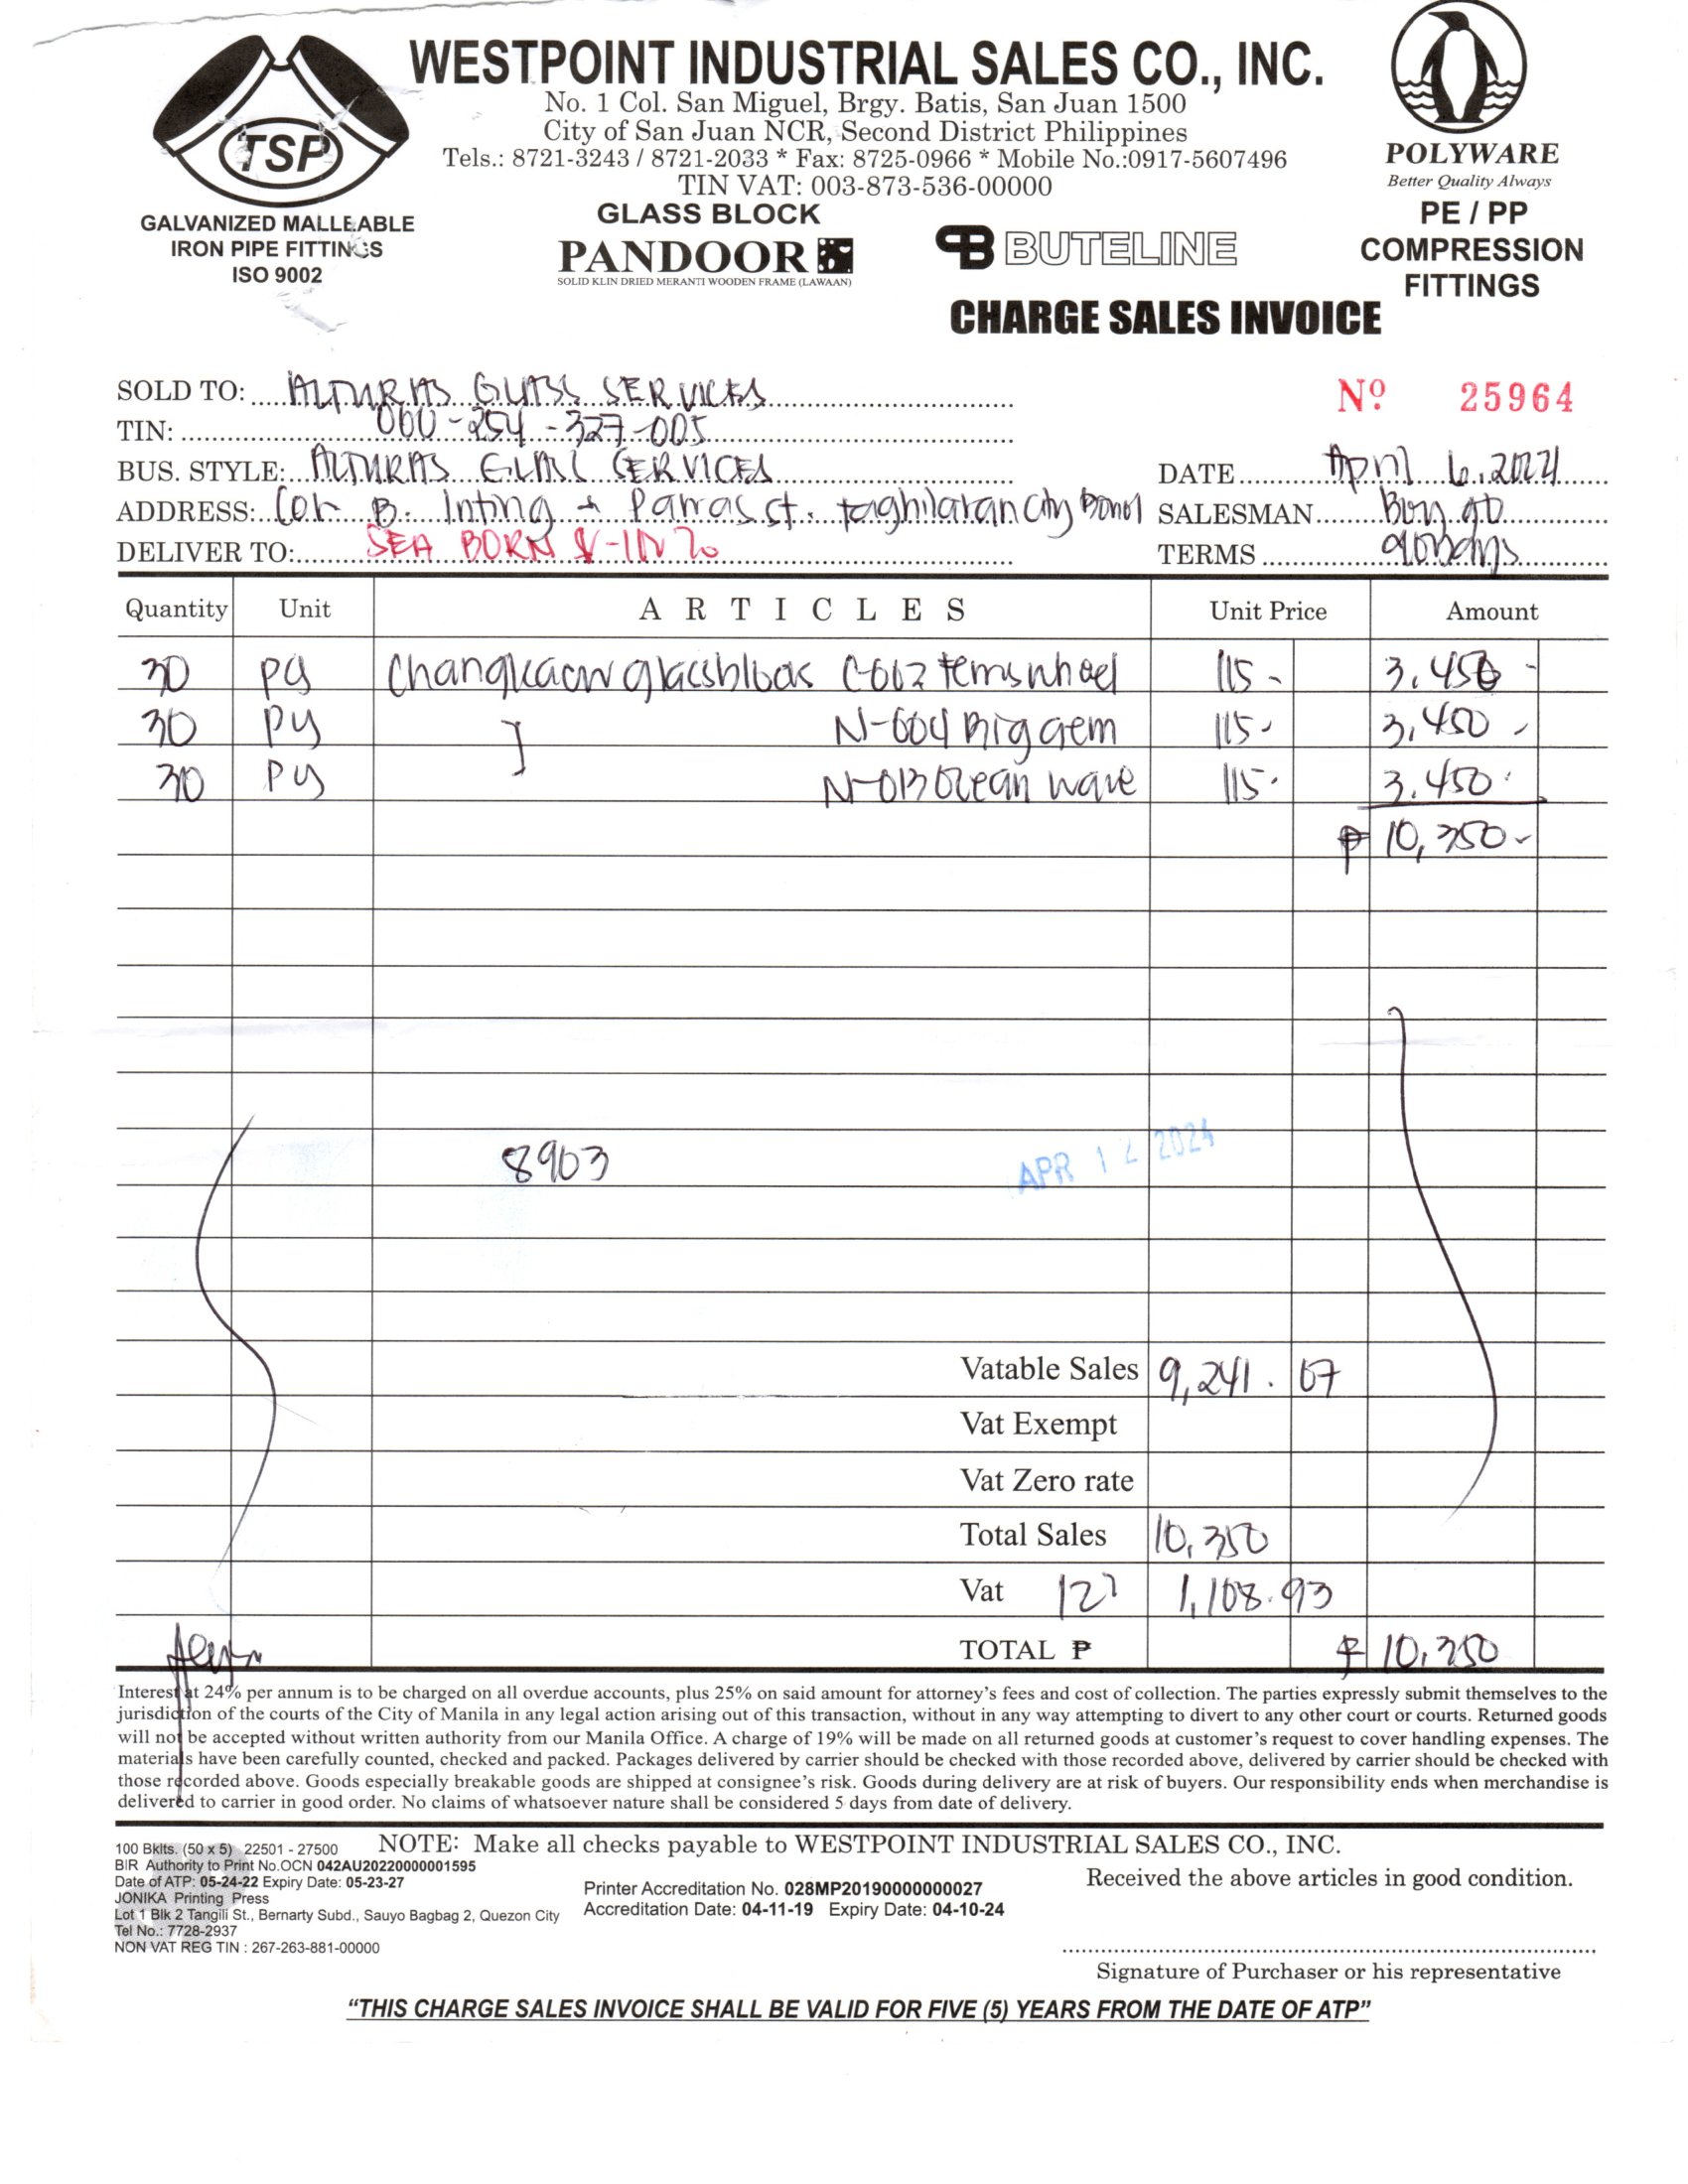 WESTPOINT INDUSTRIAL SALES CO., INC.
No. 1 Col. San Miguel, Brgy. Batis, San Juan 1500
City of San Juan NCR, Second District Philippines
Tels.: 8721-3243 / 8721-2033 * Fax: 8725-0966 * Mobile No.:0917-5607496
TIN VAT: 003-873-536-00000
TSP
GALVANIZED MALLEABLE
IRON PIPE FITTINGS
ISO 9002
GLASS BLOCK
PANDOOR
SOLID KLIN DRIED MERANTI WOODEN FRAME (LAWAAN)
PB BUTELINE
POLYWARE
Better Quality Always
PE / PP
COMPRESSION
FITTINGS
CHARGE SALES INVOICE
SOLD TO: ALTURAS GLASS SERVICES
Nº 25964
TIN: 000-254-327-005
BUS. STYLE: ALTURAS GLASS SERVICES
DATE April 6, 2024
ADDRESS: Cor B. Inting & Parras st. tagbilaran City Bohol
SALESMAN
DELIVER TO: SEA BORN
TERMS 90 days
Quantity Unit ARTICLES Unit Price Amount
30 glassblocks 115 - 3,450 -
30 N-604 Big gem 115 - 3,450 -
30 N-013 Ocean wave 115 - 3,450 -
₱ 10,350 -
8903
APR 12 2024
Vatable Sales 9,241.07
Vat Exempt
Vat Zero rate
Total Sales 10,350
Vat 1,108.93
TOTAL ₱ ₱ 10,350
Interest at 24% per annum is to be charged on all overdue accounts, plus 25% on said amount for attorney's fees and cost of collection. The parties expressly submit themselves to the
jurisdiction of the courts of the City of Manila in any legal action arising out of this transaction, without in any way attempting to divert to any other court or courts. Returned goods
will not be accepted without written authority from our Manila Office. A charge of 19% will be made on all returned goods at customer's request to cover handling expenses. The
materials have been carefully counted, checked and packed. Packages delivered by carrier should be checked with those recorded above, delivered by carrier should be checked with
those recorded above. Goods especially breakable goods are shipped at consignee's risk. Goods during delivery are at risk of buyers. Our responsibility ends when merchandise is
delivered to carrier in good order. No claims of whatsoever nature shall be considered 5 days from date of delivery.
NOTE: Make all checks payable to WESTPOINT INDUSTRIAL SALES CO., INC.
100 Bklts. (50 x 5) 22501 - 27500
BIR Authority to Print No.OCN 042AU20220000001595
Date of ATP: 05-24-22 Expiry Date: 05-23-27
JONIKA Printing Press
Lot 1 Blk 2 Tangili St., Bernarty Subd., Sauyo Bagbag 2, Quezon City
Tel No.: 7728-2937
NON VAT REG TIN : 267-263-881-00000
Printer Accreditation No. 028MP20190000000027
Accreditation Date: 04-11-19 Expiry Date: 04-10-24
Received the above articles in good condition.
Signature of Purchaser or his representative
"THIS CHARGE SALES INVOICE SHALL BE VALID FOR FIVE (5) YEARS FROM THE DATE OF ATP"